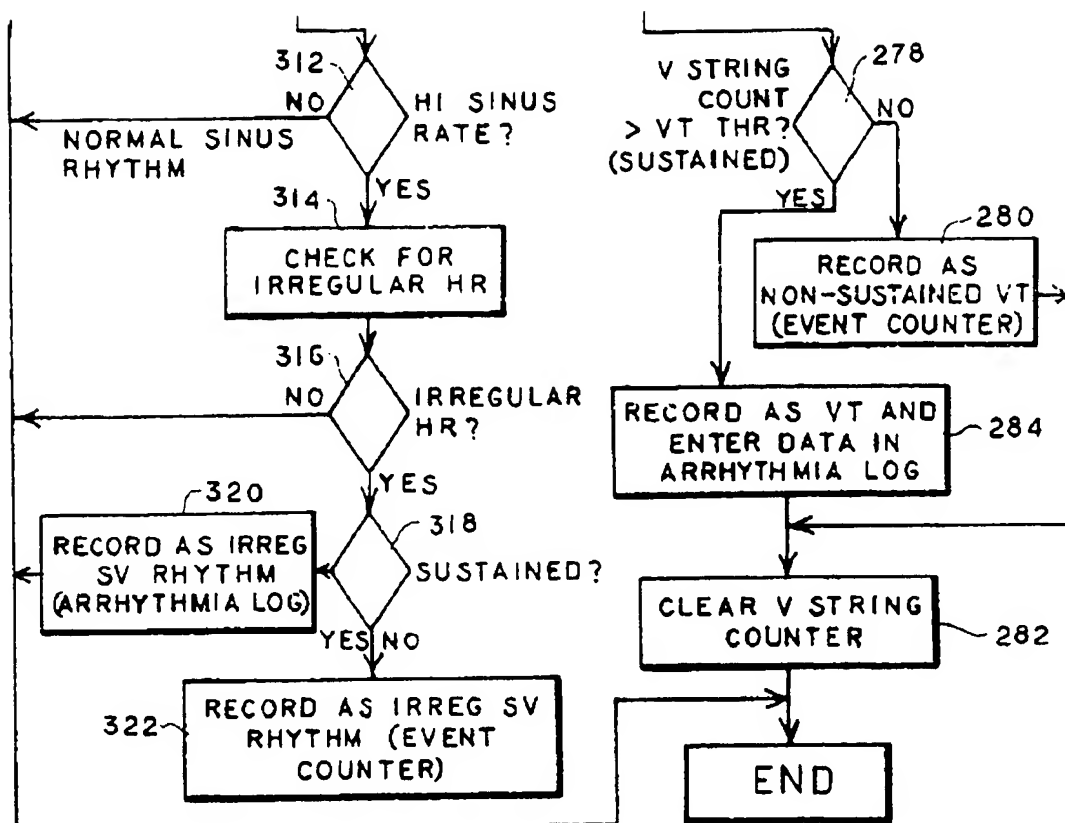 312
NO
HI SINUS
RATE?
NORMAL SINUS
RHYTHM
YES
314
CHECK FOR
IRREGULAR HR
316
NO
IRREGULAR
HR?
YES
320
318
RECORD AS IRREG
SV RHYTHM
(ARRHYTHMIA LOG)
SUSTAINED?
YES
NO
322
RECORD AS IRREG SV
RHYTHM (EVENT
COUNTER)
278
V STRING
COUNT
> VT THR?
(SUSTAINED)
NO
YES
280
RECORD AS
NON-SUSTAINED VT
(EVENT COUNTER)
RECORD AS VT AND
ENTER DATA IN
ARRHYTHMIA LOG
284
CLEAR V STRING
COUNTER
282
END